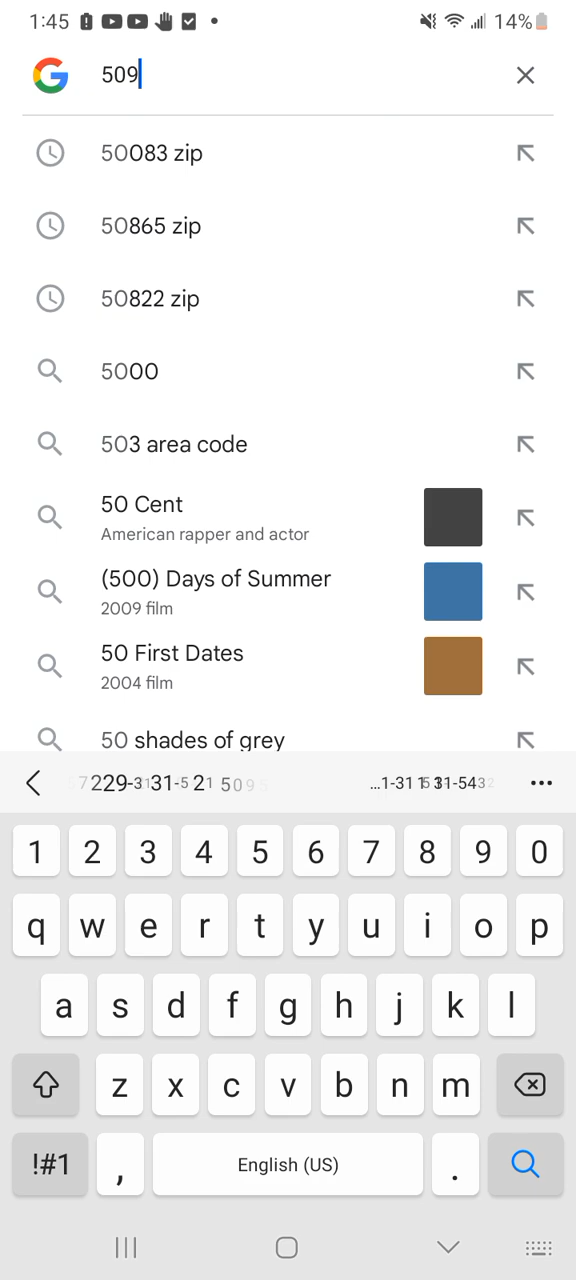 1:45 14%
509
50083 zip
50865 zip
50822 zip
5000
503 area code
50 Cent
American rapper and actor
(500) Days of Summer
2009 film
50 First Dates
2004 film
50 shades of grey
1 2 3 4 5 6 7 8 9 0
q w e r t y u i o p
a s d f g h j k l
z x c v b n m
!#1 , English (US) .